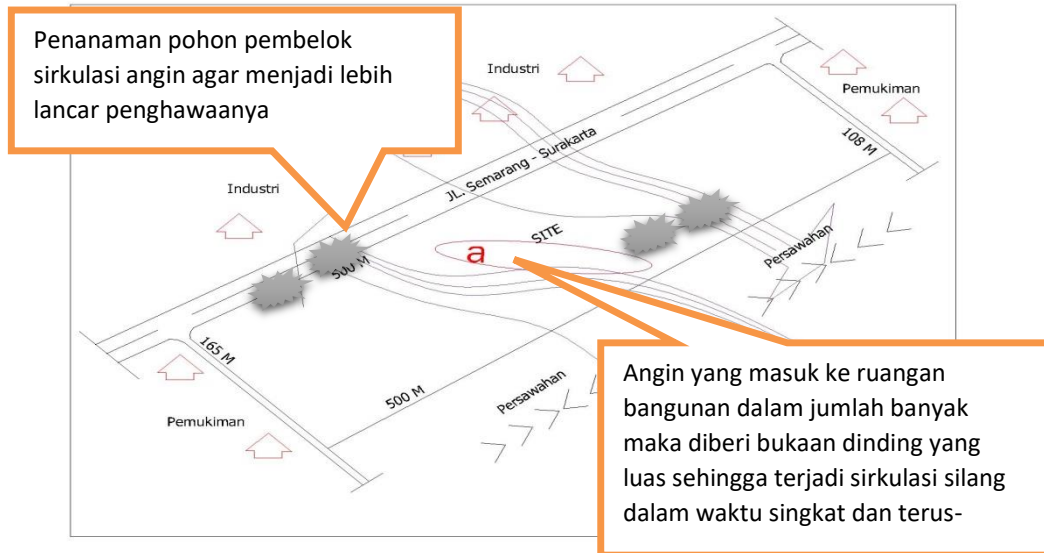 Penanaman pohon pembelok
sirkulasi angin agar menjadi lebih
lancar penghawaanya
Industri
Pemukiman
108 M
JL. Semarang - Surakarta
Industri
SITE
a
Persawahan
500 M
165 M
500 M
Persawahan
Pemukiman
Angin yang masuk ke ruangan
bangunan dalam jumlah banyak
maka diberi bukaan dinding yang
luas sehingga terjadi sirkulasi silang
dalam waktu singkat dan terus-